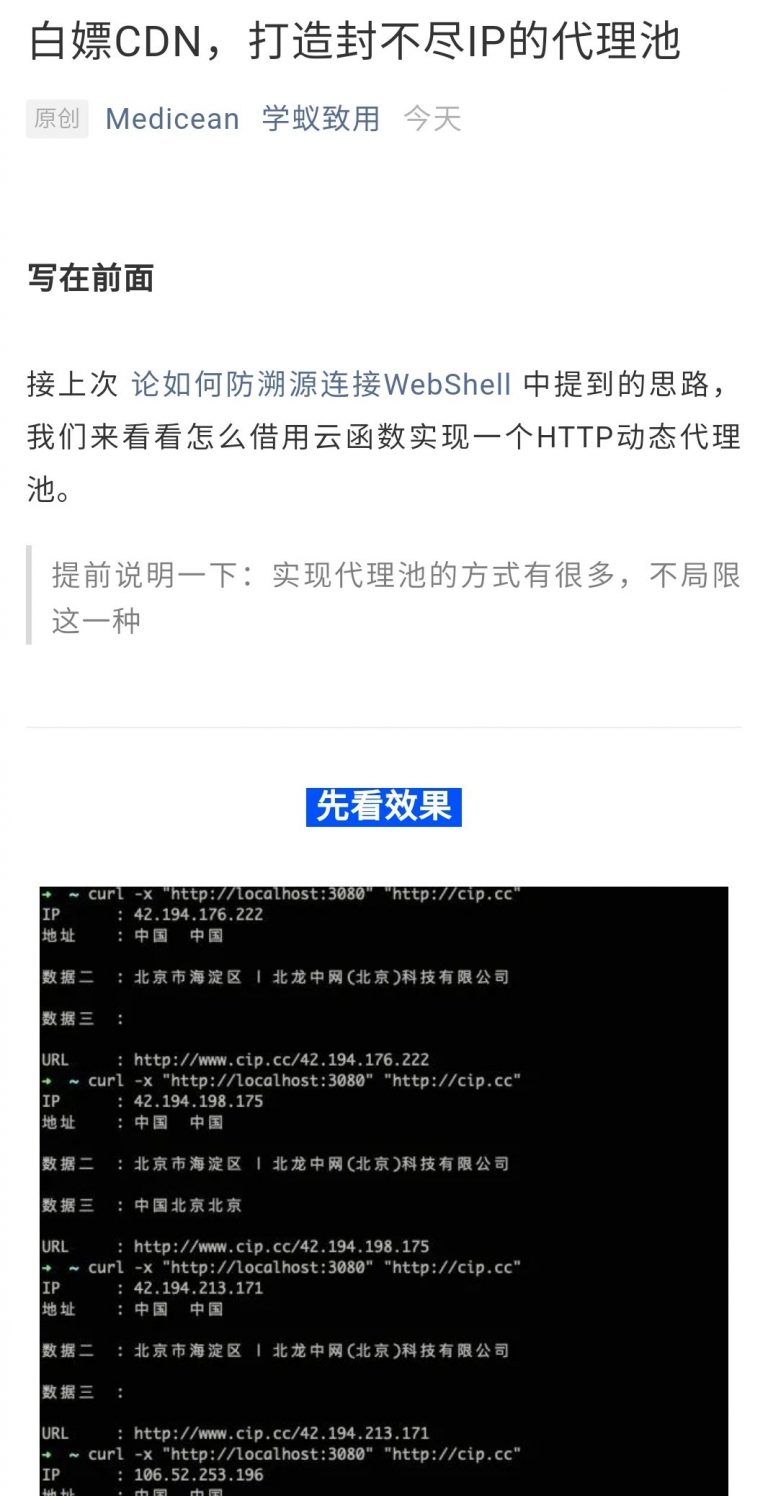 白嫖CDN，打造封不尽IP的代理池
原创 Medicean 学蚁致用 今天
写在前面
接上次 论如何防溯源连接WebShell 中提到的思路，
我们来看看怎么借用云函数实现一个HTTP动态代理
池。
提前说明一下：实现代理池的方式有很多，不局限
这一种
先看效果
➜ ~ curl -x "http://localhost:3080" "http://cip.cc"
IP : 42.194.176.222
地址 : 中国 中国
数据二 : 北京市海淀区 | 北龙中网(北京)科技有限公司
数据三 :
URL : http://www.cip.cc/42.194.176.222
➜ ~ curl -x "http://localhost:3080" "http://cip.cc"
IP : 42.194.198.175
地址 : 中国 中国
数据二 : 北京市海淀区 | 北龙中网(北京)科技有限公司
数据三 : 中国北京北京
URL : http://www.cip.cc/42.194.198.175
➜ ~ curl -x "http://localhost:3080" "http://cip.cc"
IP : 42.194.213.171
地址 : 中国 中国
数据二 : 北京市海淀区 | 北龙中网(北京)科技有限公司
数据三 :
URL : http://www.cip.cc/42.194.213.171
➜ ~ curl -x "http://localhost:3080" "http://cip.cc"
IP : 106.52.253.196
地址 : 中国 中国